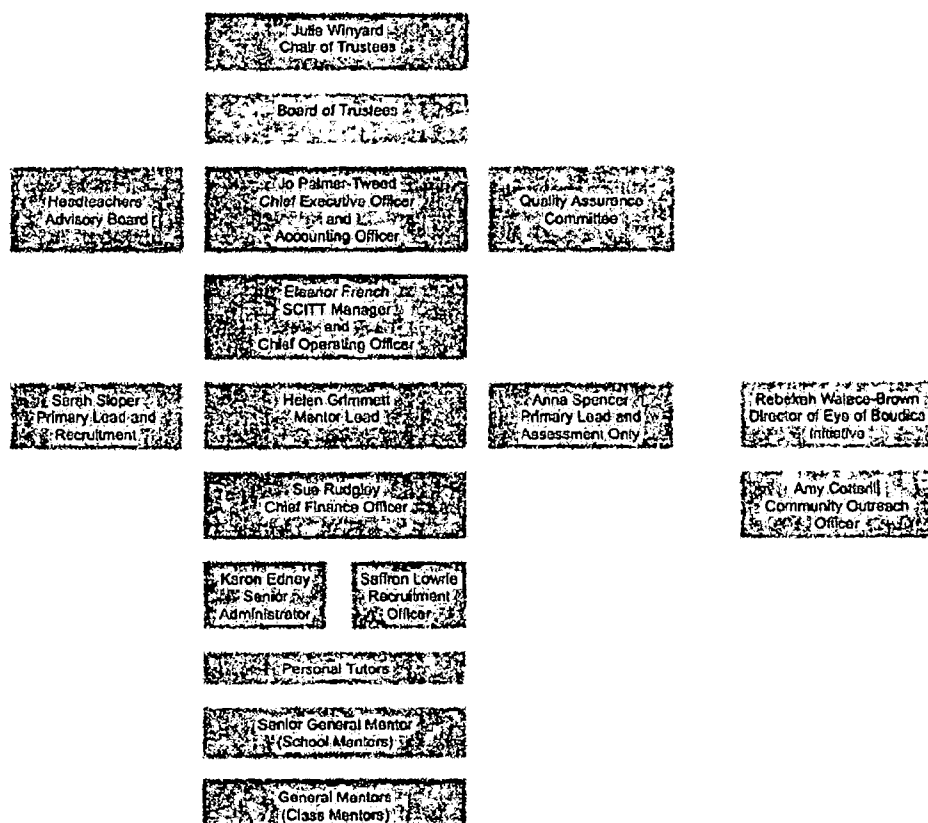 Julie Winyard
Chair of Trustees
Board of Trustees
Headteachers'
Advisory Board
Jo Palmer-Tweed
Chief Executive Officer
and
Accounting Officer
Quality Assurance
Committee
Eleanor French
SCITT Manager
and
Chief Operating Officer
Sarah Sloper
Primary Lead and
Recruitment
Helen Grimmett
Mentor Lead
Anna Spencer
Primary Lead and
Assessment Only
Rebekah Walace-Brown
Director of Eye of Boudica
Initiative
Sue Rudgley
Chief Finance Officer
Amy Cotterill
Community Outreach
Officer
Karon Edney
Senior
Administrator
Saffron Lowrie
Recruitment
Officer
Personal Tutors
Senior General Mentor
(School Mentors)
General Mentors
(Class Mentors)